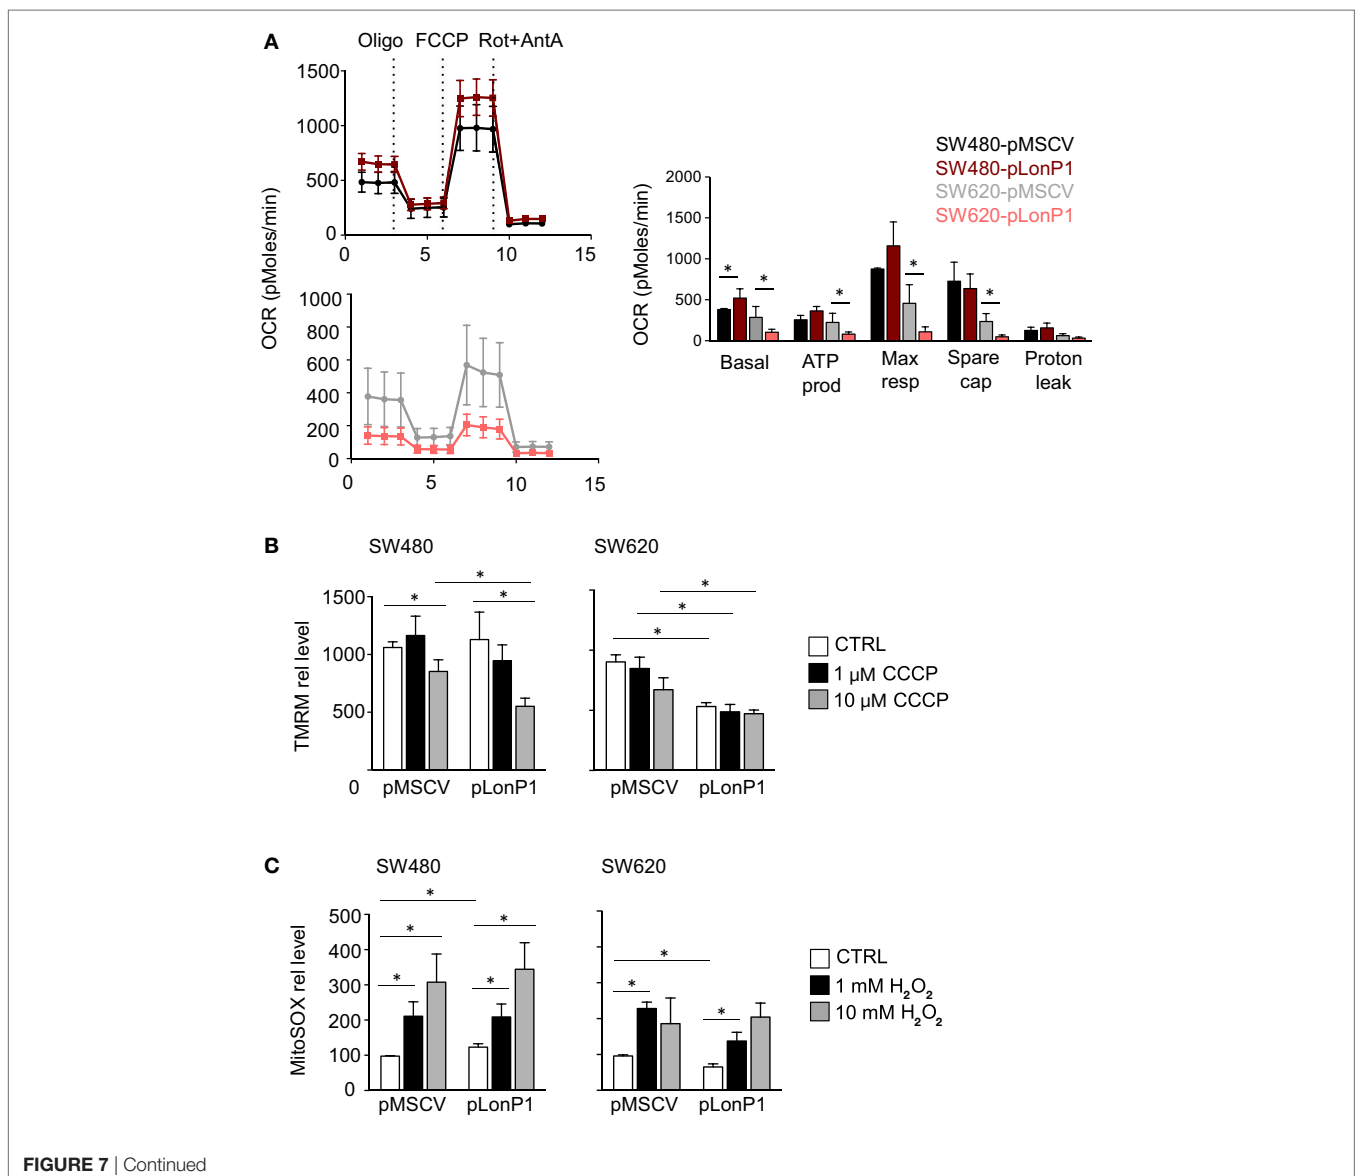 A
Oligo FCCP Rot+AntA
1500
1000
500
0
0 5 10 15
OCR (pMoles/min)
1000
800
600
400
200
0
0 5 10 15
SW480-pMSCV
SW480-pLonP1
SW620-pMSCV
SW620-pLonP1
OCR (pMoles/min)
2000
1500
1000
500
0
* * * * *
Basal ATP prod Max resp Spare cap Proton leak
B
SW480 SW620
TMRM rel level
1500
1000
500
0
* * * * * *
pMSCV pLonP1 pMSCV pLonP1
CTRL
1 µM CCCP
10 µM CCCP
C
SW480 SW620
MitoSOX rel level
500
400
300
200
100
0
* * * * * * * *
pMSCV pLonP1 pMSCV pLonP1
CTRL
1 mM H₂O₂
10 mM H₂O₂
FIGURE 7 | Continued